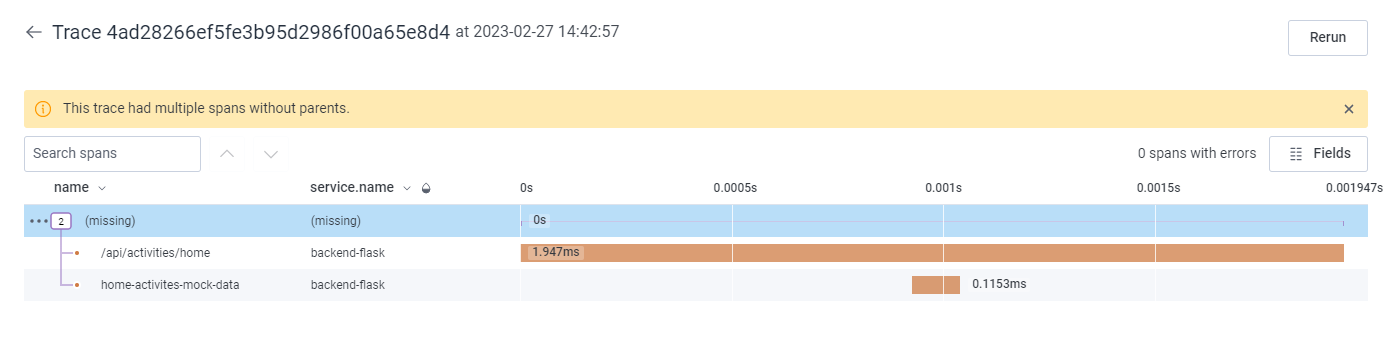 Trace 4ad28266ef5fe3b95d2986f00a65e8d4 at 2023-02-27 14:42:57
Rerun
This trace had multiple spans without parents.
Search spans
0 spans with errors
Fields
name service.name 0s 0.0005s 0.001s 0.0015s 0.001947s
2 (missing) (missing) 0s
/api/activities/home backend-flask 1.947ms
home-activites-mock-data backend-flask 0.1153ms